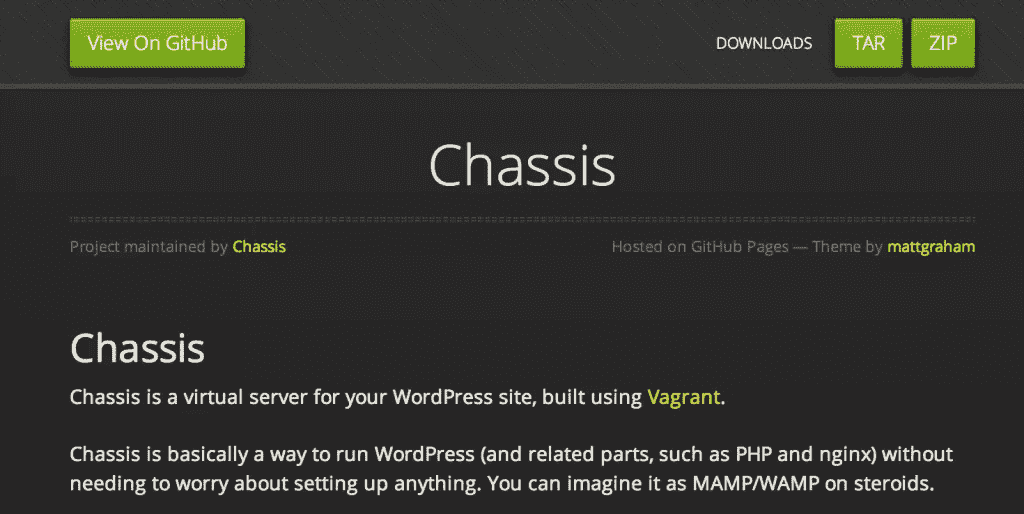 View On GitHub
DOWNLOADS TAR ZIP
Chassis
Project maintained by Chassis
Hosted on GitHub Pages — Theme by mattgraham
Chassis
Chassis is a virtual server for your WordPress site, built using Vagrant.
Chassis is basically a way to run WordPress (and related parts, such as PHP and nginx) without
needing to worry about setting up anything. You can imagine it as MAMP/WAMP on steroids.